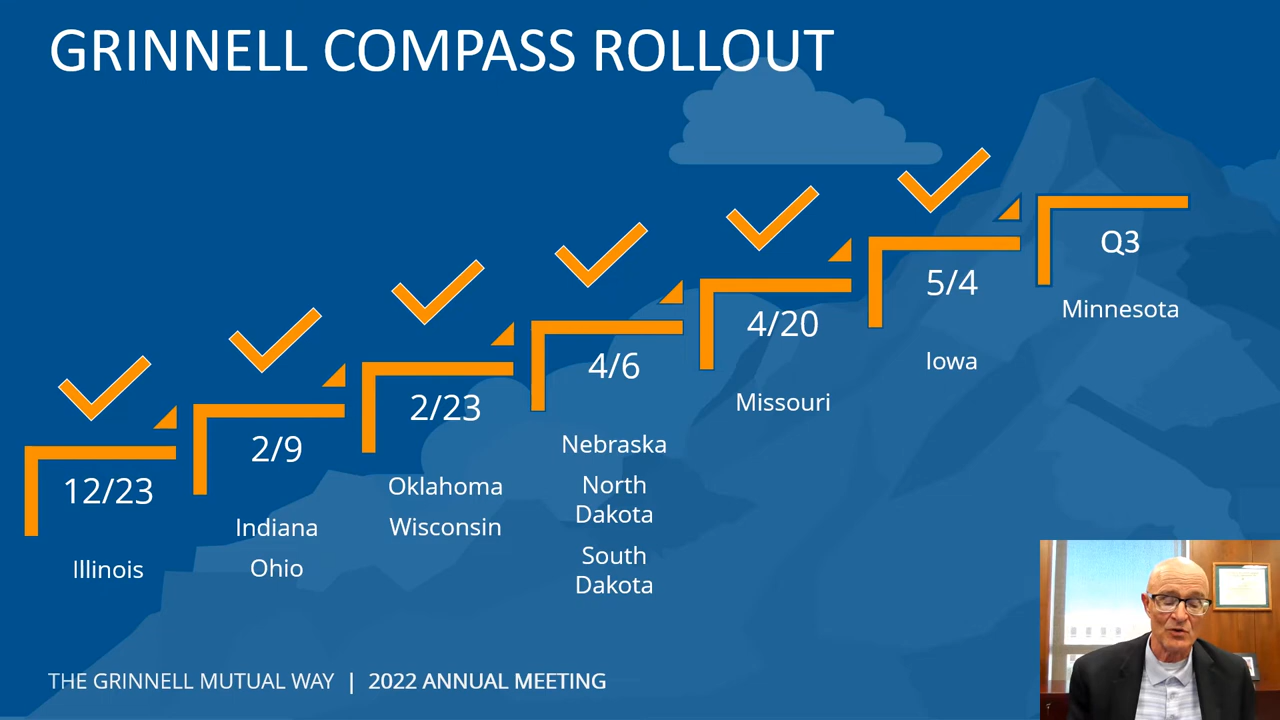 GRINNELL COMPASS ROLLOUT
12/23
Illinois
2/9
Indiana
Ohio
2/23
Oklahoma
Wisconsin
4/6
Nebraska
North
Dakota
South
Dakota
4/20
Missouri
5/4
Iowa
Q3
Minnesota
THE GRINNELL MUTUAL WAY | 2022 ANNUAL MEETING